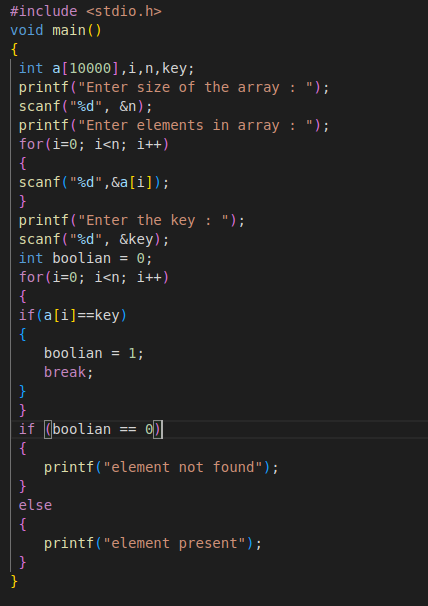 #include <stdio.h>
void main()
{
int a[10000],i,n,key;
printf("Enter size of the array : ");
scanf("%d", &n);
printf("Enter elements in array : ");
for(i=0; i<n; i++)
{
scanf("%d",&a[i]);
}
printf("Enter the key : ");
scanf("%d", &key);
int boolian = 0;
for(i=0; i<n; i++)
{
if(a[i]==key)
{
boolian = 1;
break;
}
}
if (boolian == 0)
{
printf("element not found");
}
else
{
printf("element present");
}
}